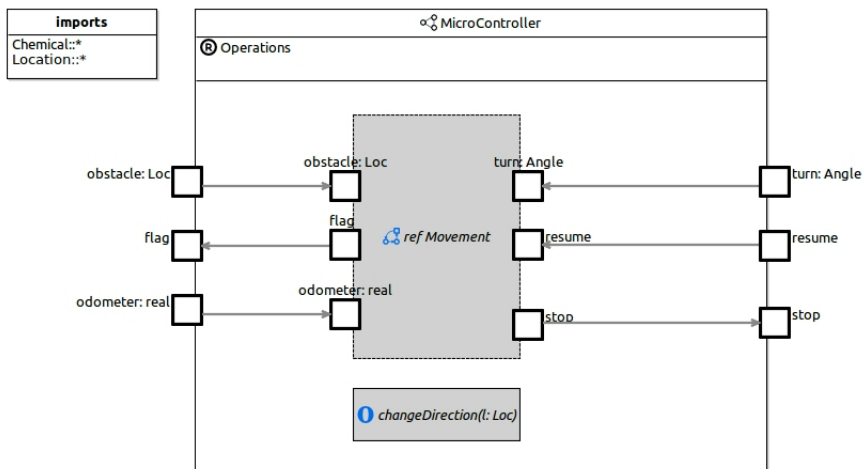 imports
Chemical::*
Location::*
MicroController
R Operations
obstacle: Loc
obstacle: Loc
turn: Angle
turn: Angle
flag
flag
ref Movement
resume
resume
odometer: real
odometer: real
stop
stop
O changeDirection(l: Loc)